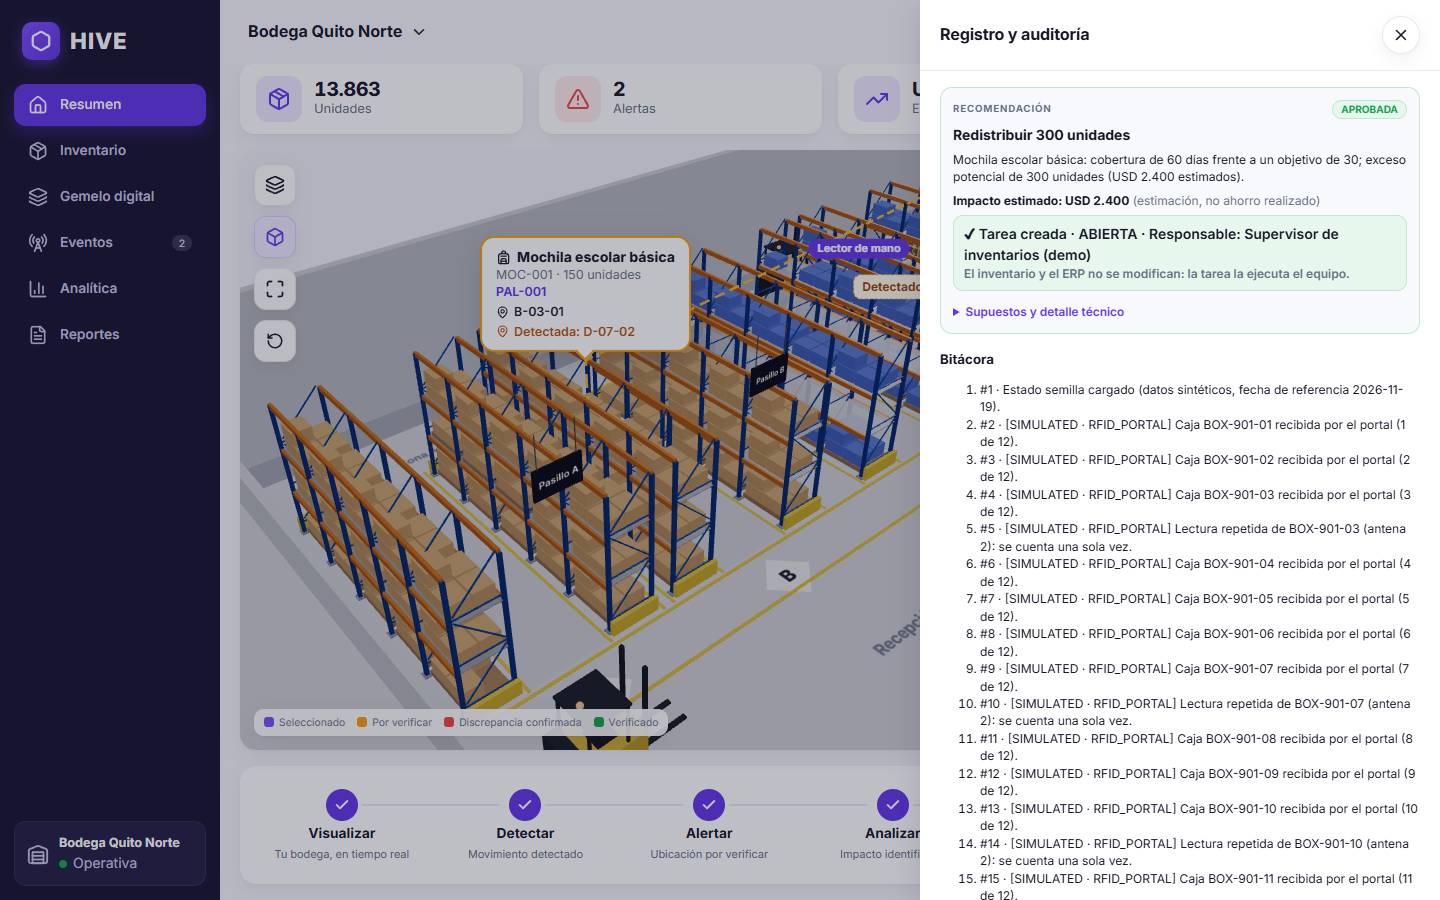 HIVE
Resumen
Inventario
Gemelo digital
Eventos
2
Analítica
Reportes
Bodega Quito Norte
Operativa
Bodega Quito Norte
13.863
Unidades
2
Alertas
Mochila escolar básica
MOC-001 · 150 unidades
PAL-001
B-03-01
Detectada: D-07-02
Lector de mano
Pasillo B
Pasillo A
B
Seleccionado
Por verificar
Discrepancia confirmada
Verificado
Visualizar
Tu bodega, en tiempo real
Detectar
Movimiento detectado
Alertar
Ubicación por verificar
Registro y auditoría
RECOMENDACIÓN
APROBADA
Redistribuir 300 unidades
Mochila escolar básica: cobertura de 60 días frente a un objetivo de 30; exceso
potencial de 300 unidades (USD 2.400 estimados).
Impacto estimado: USD 2.400 (estimación, no ahorro realizado)
✓ Tarea creada · ABIERTA · Responsable: Supervisor de
inventarios (demo)
El inventario y el ERP no se modifican: la tarea la ejecuta el equipo.
▶ Supuestos y detalle técnico
Bitácora
1. #1 · Estado semilla cargado (datos sintéticos, fecha de referencia 2026-11-
19).
2. #2 · [SIMULATED · RFID_PORTAL] Caja BOX-901-01 recibida por el portal (1
de 12).
3. #3 · [SIMULATED · RFID_PORTAL] Caja BOX-901-02 recibida por el portal (2
de 12).
4. #4 · [SIMULATED · RFID_PORTAL] Caja BOX-901-03 recibida por el portal (3
de 12).
5. #5 · [SIMULATED · RFID_PORTAL] Lectura repetida de BOX-901-03 (antena
2): se cuenta una sola vez.
6. #6 · [SIMULATED · RFID_PORTAL] Caja BOX-901-04 recibida por el portal (4
de 12).
7. #7 · [SIMULATED · RFID_PORTAL] Caja BOX-901-05 recibida por el portal (5
de 12).
8. #8 · [SIMULATED · RFID_PORTAL] Caja BOX-901-06 recibida por el portal (6
de 12).
9. #9 · [SIMULATED · RFID_PORTAL] Caja BOX-901-07 recibida por el portal (7
de 12).
10. #10 · [SIMULATED · RFID_PORTAL] Lectura repetida de BOX-901-07 (antena
2): se cuenta una sola vez.
11. #11 · [SIMULATED · RFID_PORTAL] Caja BOX-901-08 recibida por el portal (8
de 12).
12. #12 · [SIMULATED · RFID_PORTAL] Caja BOX-901-09 recibida por el portal (9
de 12).
13. #13 · [SIMULATED · RFID_PORTAL] Caja BOX-901-10 recibida por el portal (10
de 12).
14. #14 · [SIMULATED · RFID_PORTAL] Lectura repetida de BOX-901-10 (antena
2): se cuenta una sola vez.
15. #15 · [SIMULATED · RFID_PORTAL] Caja BOX-901-11 recibida por el portal (11
de 12).